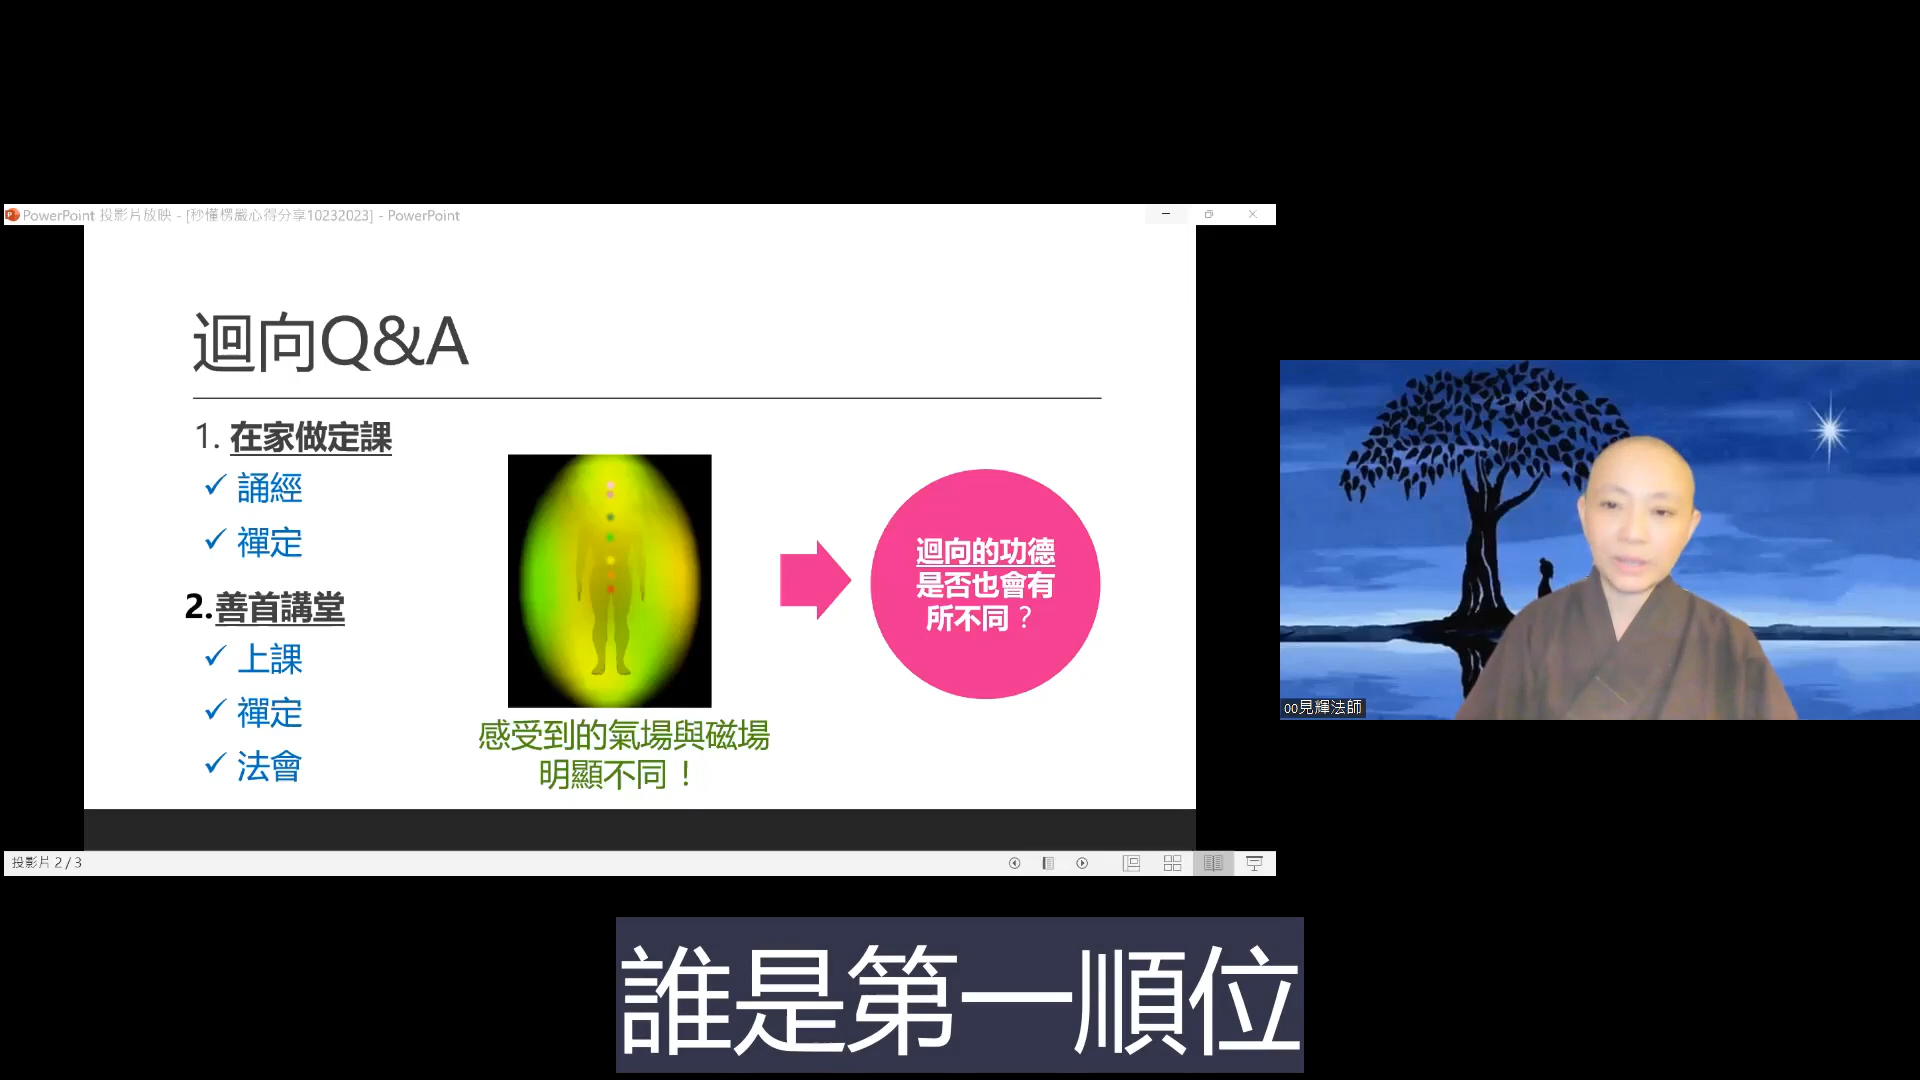 PowerPoint 投影片放映 - [秒懂楞嚴心得分享10232023] - PowerPoint
迴向Q&A
1. 在家做定課
✓ 誦經
✓ 禪定
2.善首講堂
✓ 上課
✓ 禪定
✓ 法會
感受到的氣場與磁場
明顯不同！
迴向的功德
是否也會有
所不同？
00見輝法師
投影片 2 / 3
誰是第一順位